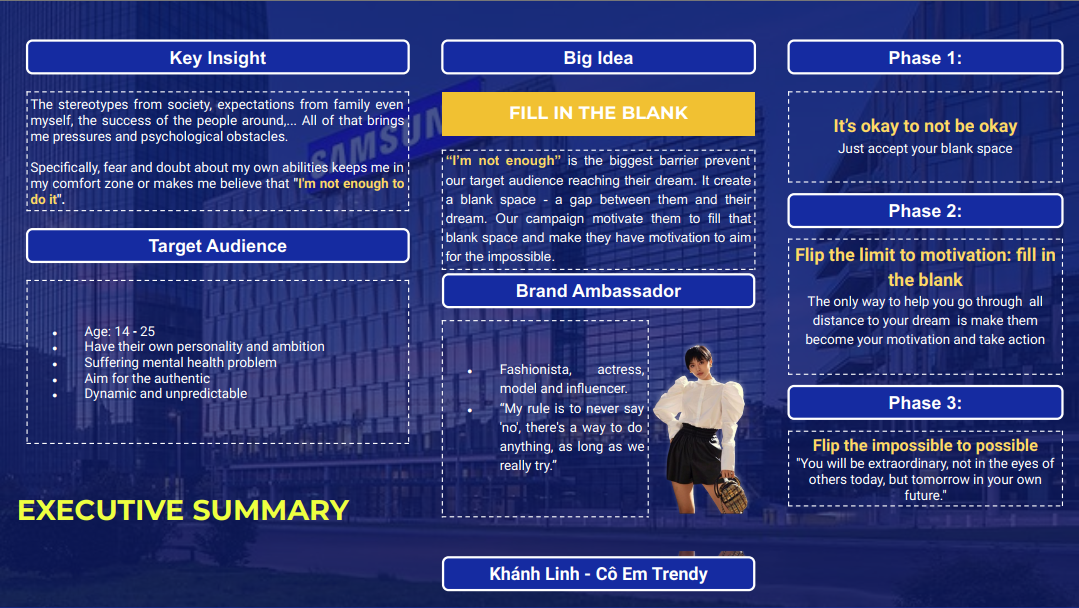 Key Insight
The stereotypes from society, expectations from family even
myself, the success of the people around,... All of that brings
me pressures and psychological obstacles.
Specifically, fear and doubt about my own abilities keeps me in
my comfort zone or makes me believe that "I'm not enough to
do it".
Target Audience
Age: 14 - 25
Have their own personality and ambition
Suffering mental health problem
Aim for the authentic
Dynamic and unpredictable
EXECUTIVE SUMMARY
Big Idea
FILL IN THE BLANK
“I’m not enough” is the biggest barrier prevent
our target audience reaching their dream. It create
a blank space - a gap between them and their
dream. Our campaign motivate them to fill that
blank space and make they have motivation to aim
for the impossible.
Brand Ambassador
Fashionista, actress,
model and influencer.
“My rule is to never say
'no', there's a way to do
anything, as long as we
really try.”
Khánh Linh - Cô Em Trendy
Phase 1:
It’s okay to not be okay
Just accept your blank space
Phase 2:
Flip the limit to motivation: fill in
the blank
The only way to help you go through all
distance to your dream is make them
become your motivation and take action
Phase 3:
Flip the impossible to possible
"You will be extraordinary, not in the eyes of
others today, but tomorrow in your own
future."
SAMSUNG